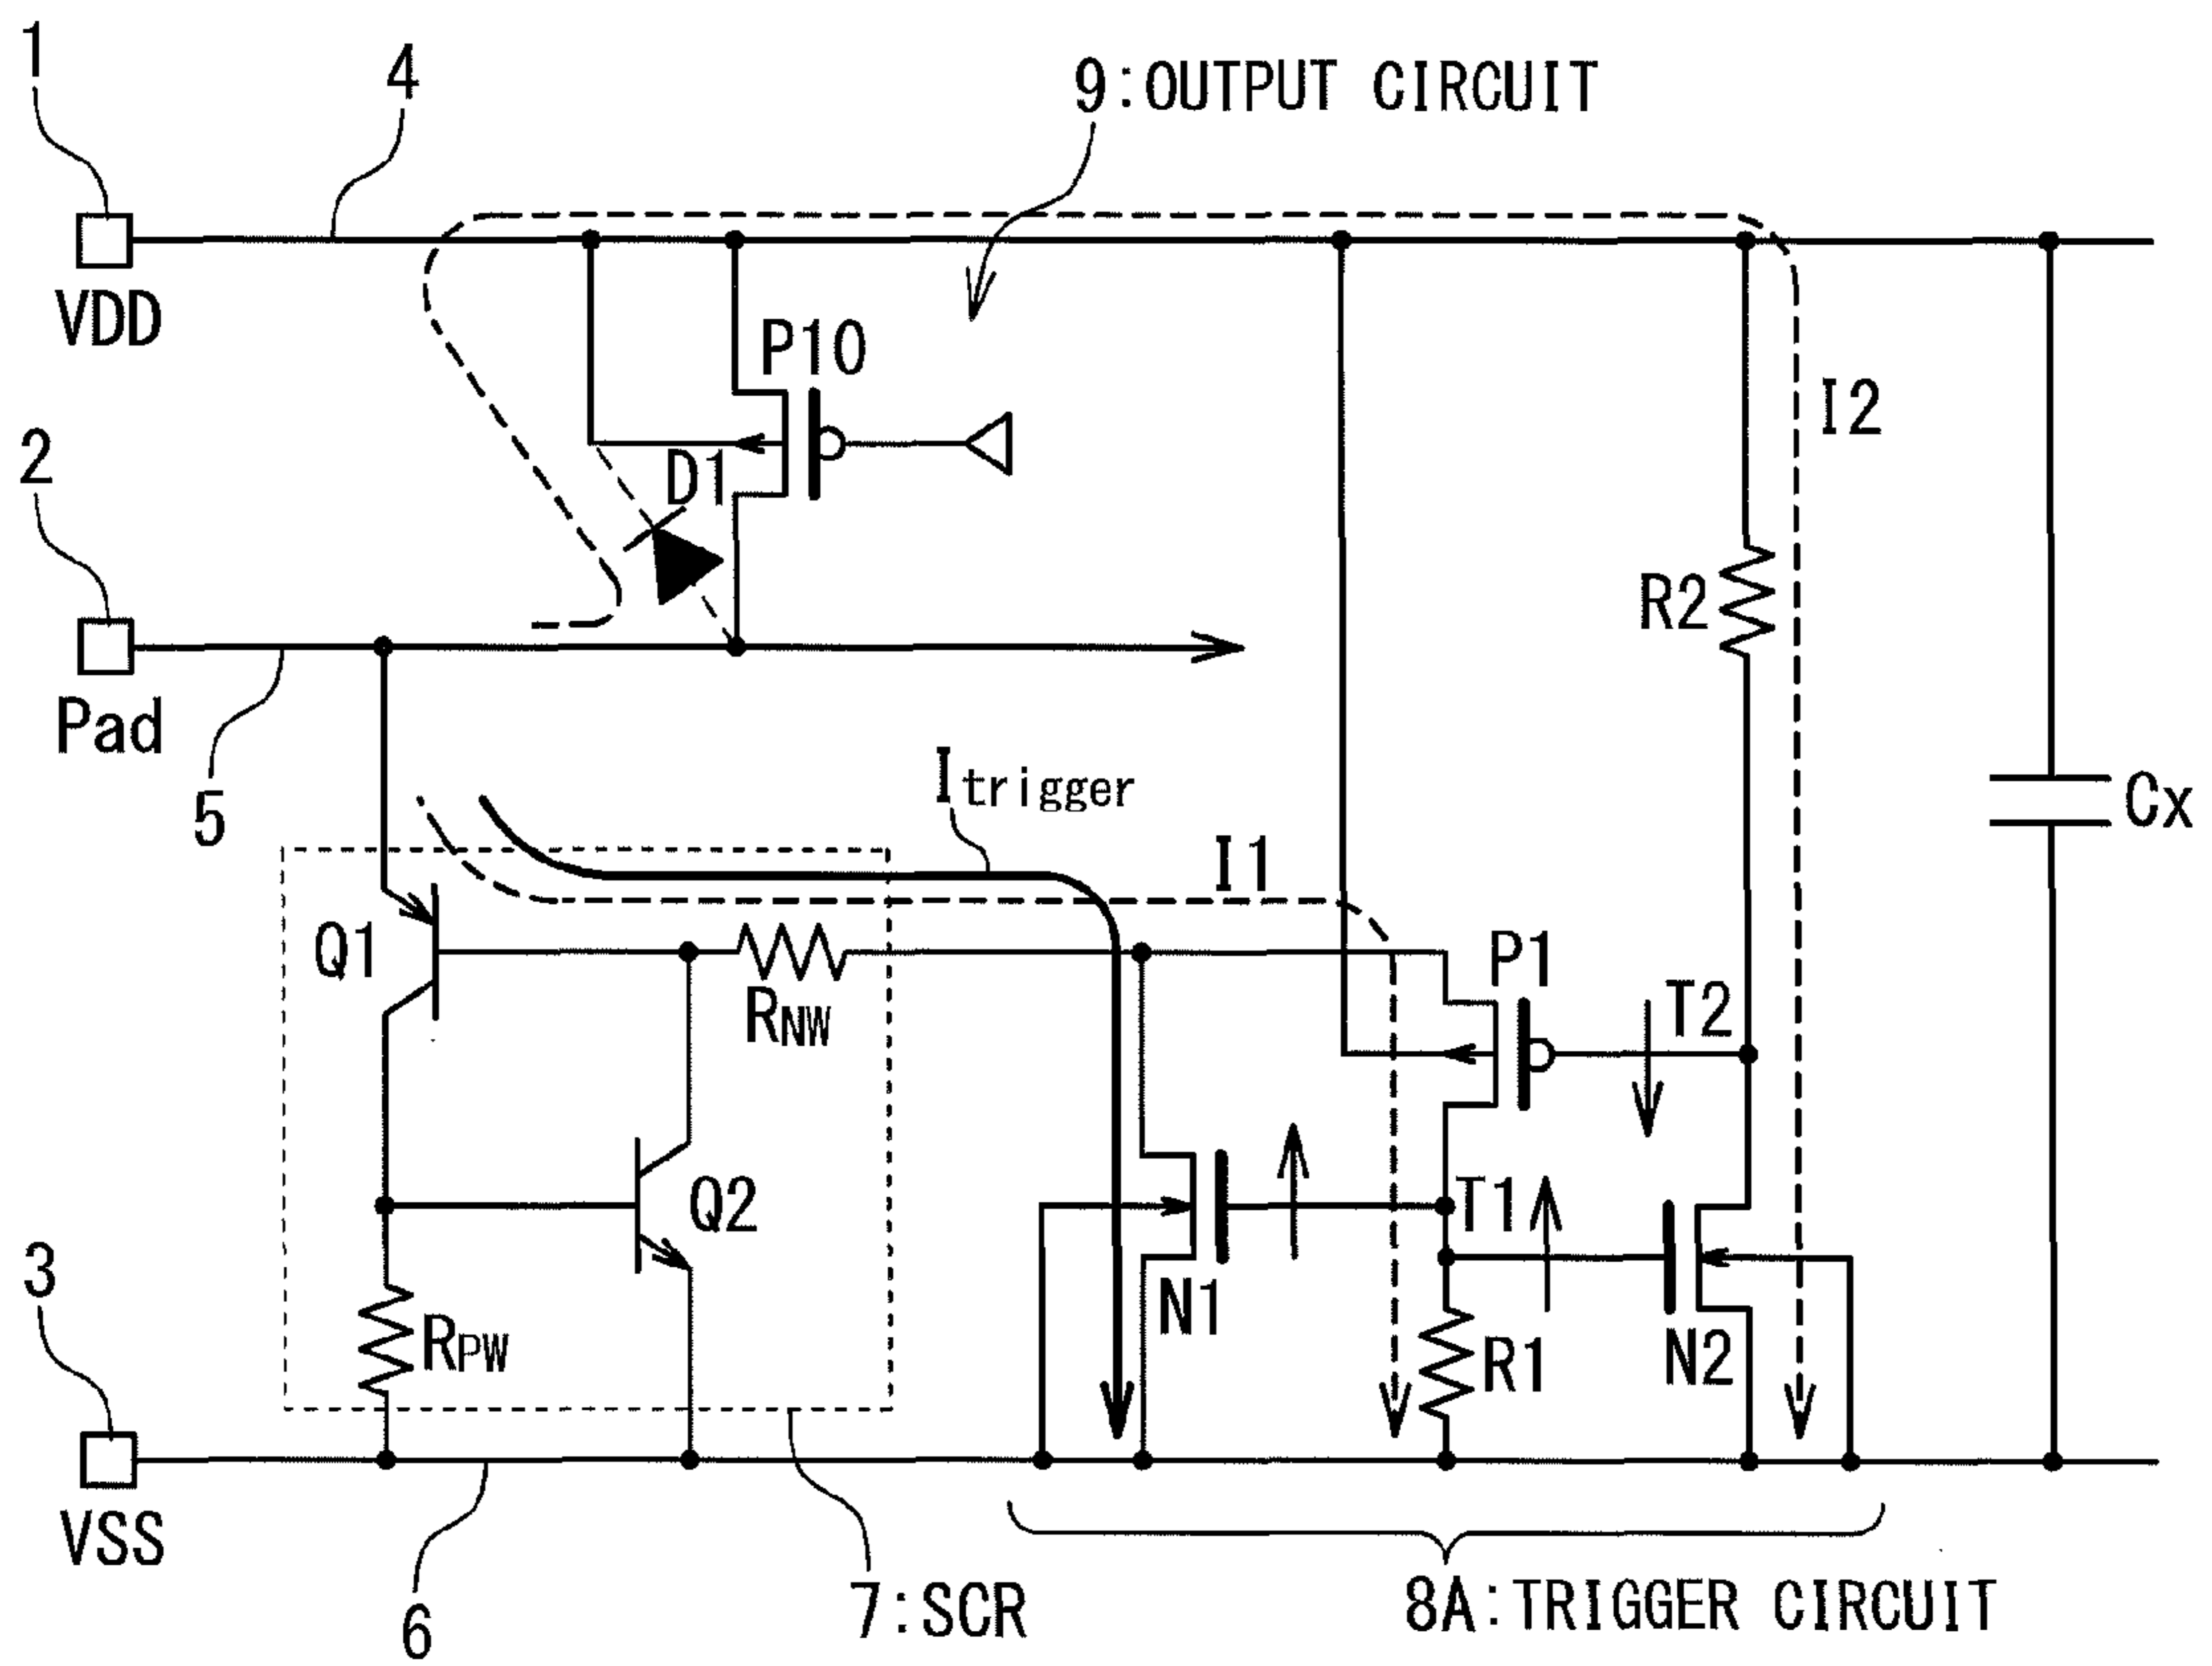 1
4
9:OUTPUT CIRCUIT
VDD
P10
I2
2
D1
R2
Pad
5
Itrigger
Cx
I1
Q1
RNW
P1
T2
Q2
T1
3
RPW
N1
R1
N2
VSS
6
7:SCR
8A:TRIGGER CIRCUIT